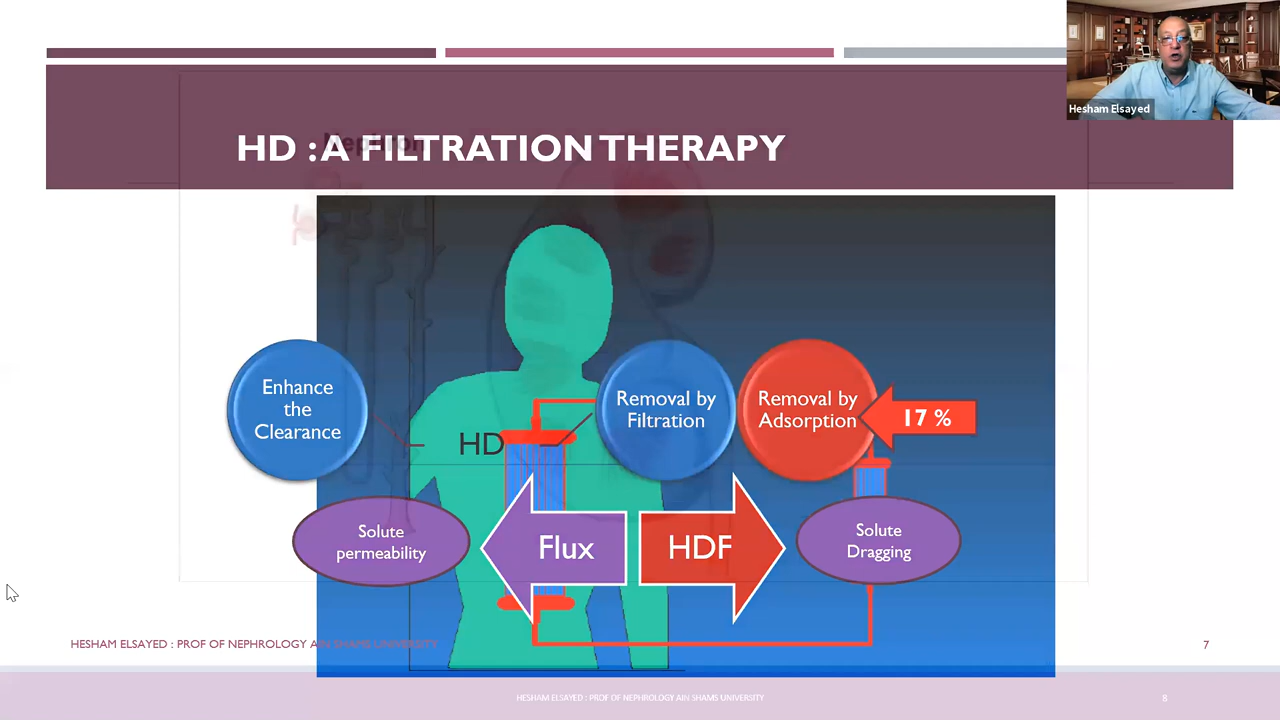 Hesham Elsayed
Nephron
HD : A FILTRATION THERAPY
Enhance
the
Clearance
Removal by
Filtration
Removal by
Adsorption
17 %
HD
Solute
permeability
Flux
HDF
Solute
Dragging
HESHAM ELSAYED : PROF OF NEPHROLOGY AIN SHAMS UNIVERSITY
7
HESHAM ELSAYED : PROF OF NEPHROLOGY AIN SHAMS UNIVERSITY
8